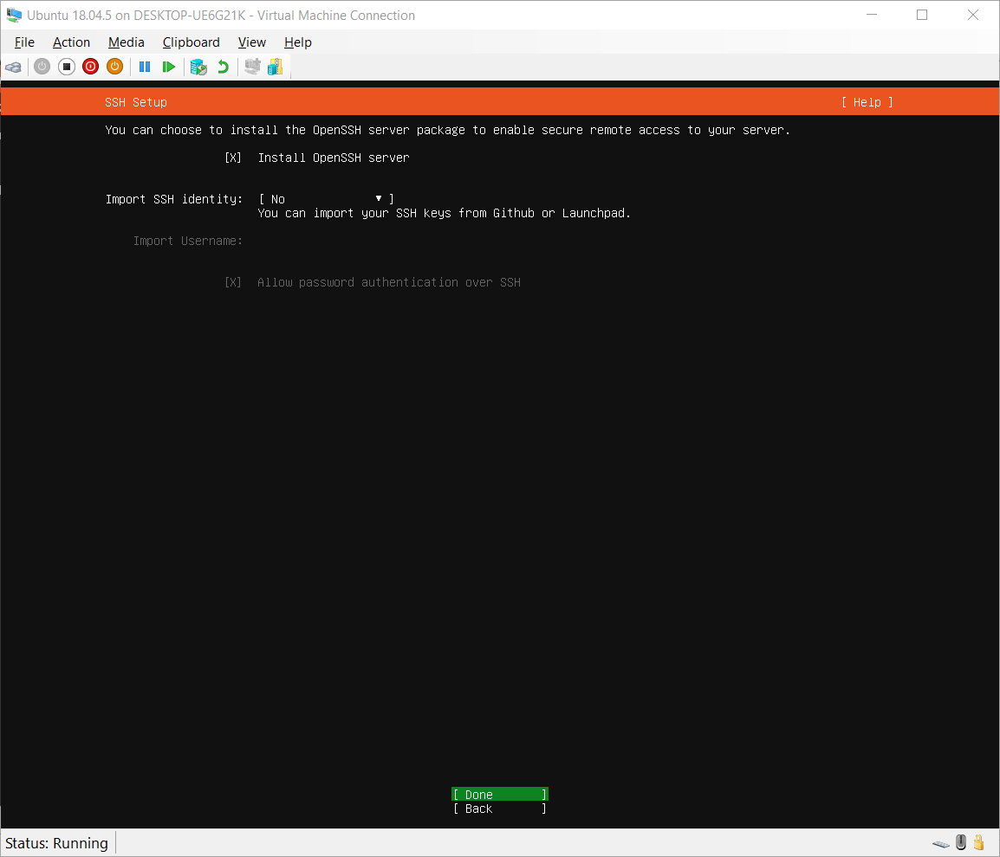 Ubuntu 18.04.5 on DESKTOP-UE6G21K - Virtual Machine Connection
File Action Media Clipboard View Help
SSH Setup [ Help ]
You can choose to install the OpenSSH server package to enable secure remote access to your server.
[X] Install OpenSSH server
Import SSH identity: [ No ▾ ]
You can import your SSH keys from Github or Launchpad.
Import Username:
[X] Allow password authentication over SSH
[ Done ]
[ Back ]
Status: Running